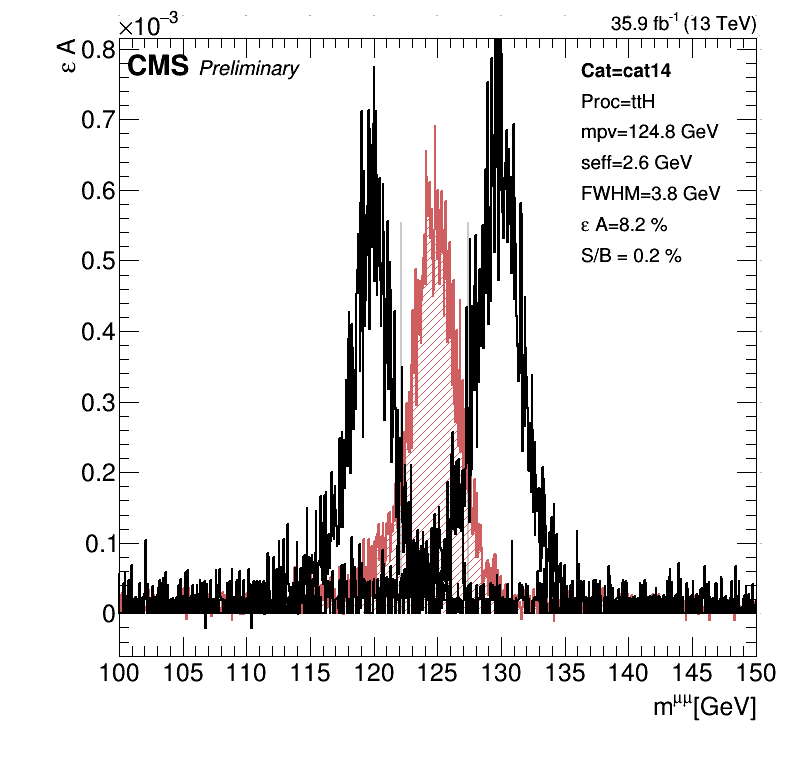 ×10⁻³
35.9 fb⁻¹ (13 TeV)
ε A
CMS Preliminary
Cat=cat14
Proc=ttH
mpv=124.8 GeV
seff=2.6 GeV
FWHM=3.8 GeV
ε A=8.2 %
S/B = 0.2 %
0.8
0.7
0.6
0.5
0.4
0.3
0.2
0.1
0
100 105 110 115 120 125 130 135 140 145 150
m^μμ[GeV]